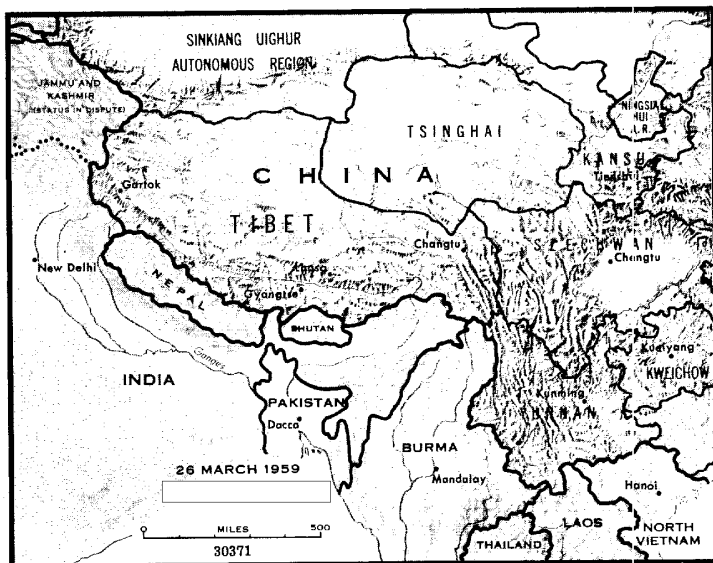 SINKIANG UIGHUR
AUTONOMOUS REGION
JAMMU AND
KASHMIR
(STATUS IN DISPUTE)
NINGSIA
HUI
A.R.
TSINGHAI
KANSU
CHINA
Gartok
TIBET
Changtu
SZECHWAN
Chengtu
New Delhi
Lhasa
NEPAL
Gyangtse
BHUTAN
Ganges
Kueiyang
INDIA
KWEICHOW
PAKISTAN
Kunming
YUNNAN
Dacca
BURMA
26 MARCH 1959
Mandalay
Hanoi
0 MILES 500
30371
LAOS
NORTH
VIETNAM
THAILAND